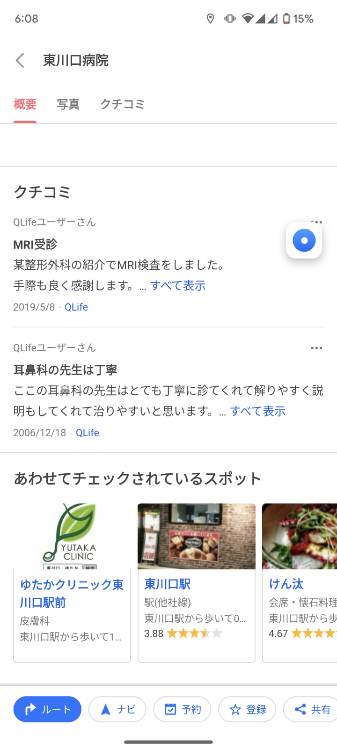 6:08
15%
東川口病院
概要
写真
クチコミ
クチコミ
QLifeユーザーさん
MRI受診
某整形外科の紹介でMRI検査をしました。
手際も良く感謝します。... すべて表示
2019/5/8 - QLife
QLifeユーザーさん
耳鼻科の先生は丁寧
ここの耳鼻科の先生はとても丁寧に診てくれて解りやすく説
明もしてくれて治りやすいと思います。... すべて表示
2006/12/18 - QLife
あわせてチェックされているスポット
YUTAKA
CLINIC
ゆたかクリニック東
川口駅前
皮膚科
東川口駅から歩いて1...
東川口駅
駅(他社線)
東川口駅から歩いて0...
3.88
けん汰
会席・懐石料理
東川口駅から歩
4.67
ルート
ナビ
予約
登録
共有